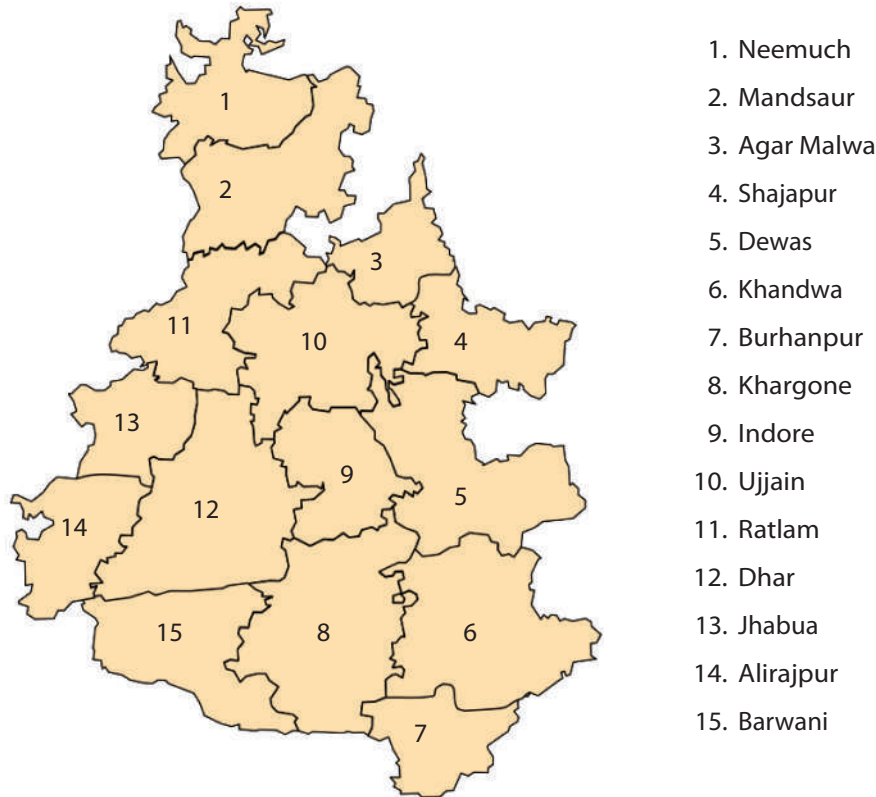 1
2
3
4
5
6
7
8
9
10
11
12
13
14
15
1. Neemuch
2. Mandsaur
3. Agar Malwa
4. Shajapur
5. Dewas
6. Khandwa
7. Burhanpur
8. Khargone
9. Indore
10. Ujjain
11. Ratlam
12. Dhar
13. Jhabua
14. Alirajpur
15. Barwani